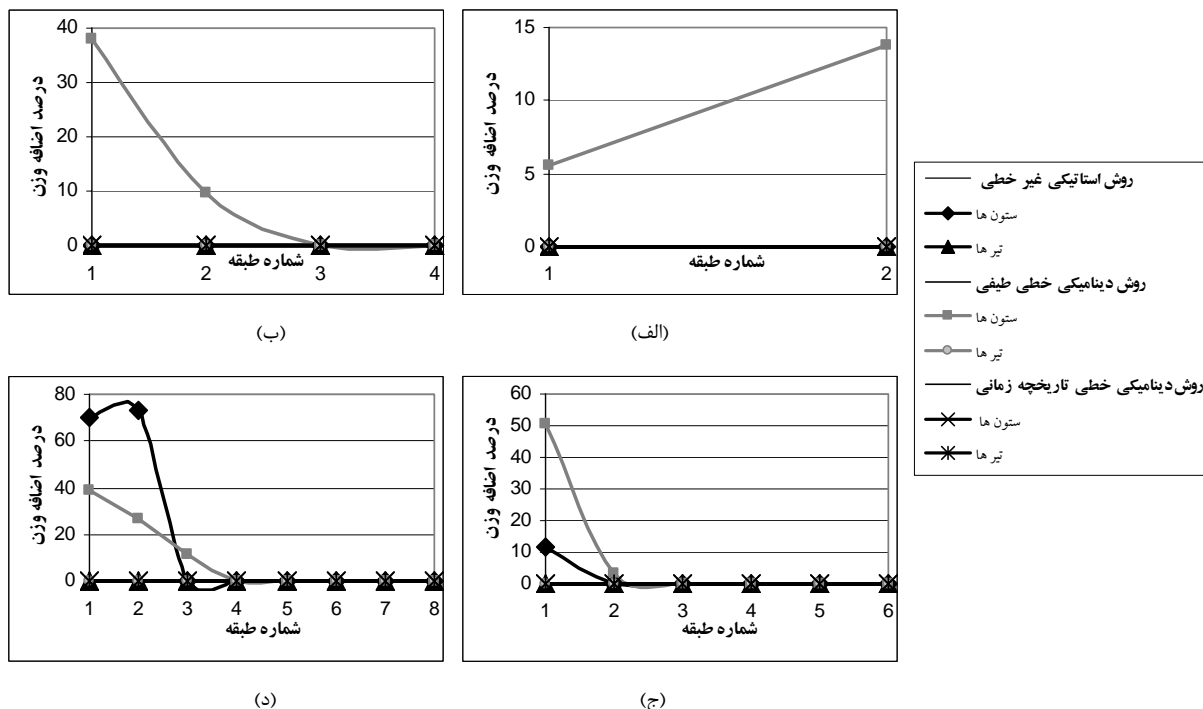 درصد اضافه وزن
40
30
20
10
0
1
2
3
4
شماره طبقه
(ب)
درصد اضافه وزن
15
10
5
0
1
2
شماره طبقه
(الف)
روش استاتیکی غیر خطی
ستون ها
تیر ها
روش دینامیکی خطی طیفی
ستون ها
تیر ها
روش دینامیکی خطی تاریخچه زمانی
ستون ها
تیر ها
درصد اضافه وزن
80
60
40
20
0
1
2
3
4
5
6
7
8
شماره طبقه
(د)
درصد اضافه وزن
60
50
40
30
20
10
0
1
2
3
4
5
6
شماره طبقه
(ج)